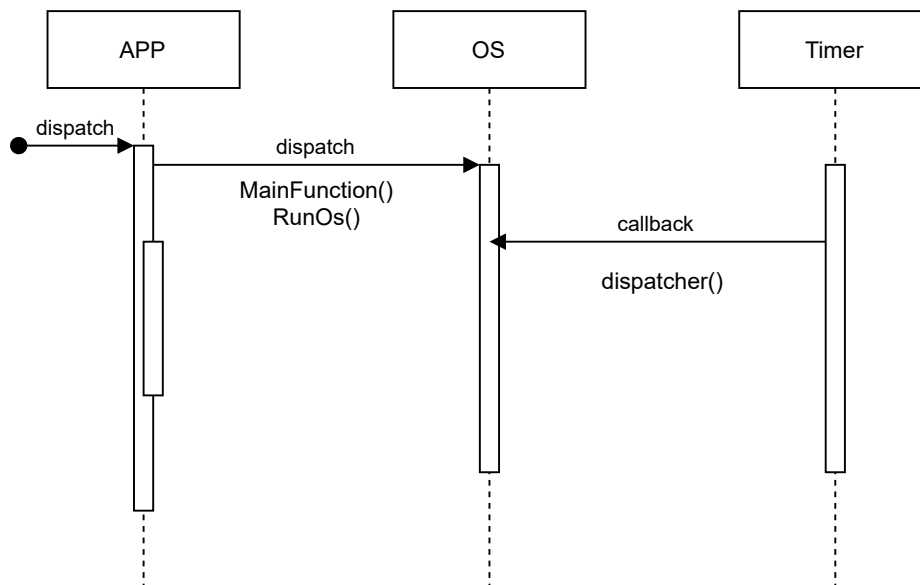 APP
OS
Timer
dispatch
dispatch
MainFunction()
RunOs()
callback
dispatcher()